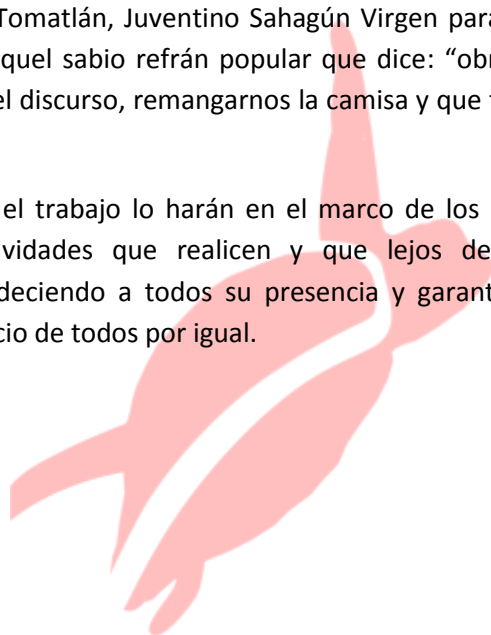 Tomatlán, Juventino Sahagún Virgen para
quel sabio refrán popular que dice: “obr
el discurso, remangarnos la camisa y que
el trabajo lo harán en el marco de los
vidades que realicen y que lejos de
deciendo a todos su presencia y garant
cio de todos por igual.